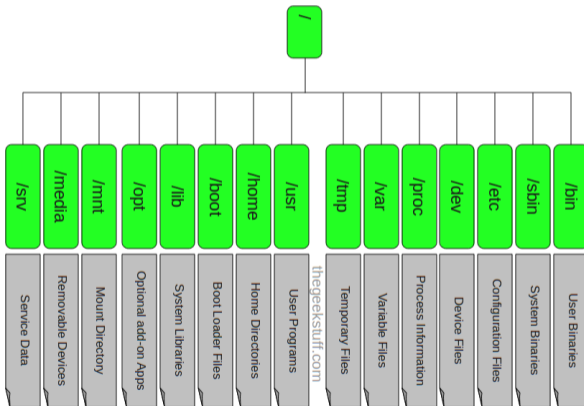 /
/bin
User Binaries
/sbin
System Binaries
/etc
Configuration Files
/dev
Device Files
/proc
Process Information
/var
Variable Files
/tmp
Temporary Files
thegeekstuff.com
/usr
User Programs
/home
Home Directories
/boot
Boot Loader Files
/lib
System Libraries
/opt
Optional add-on Apps
/mnt
Mount Directory
/media
Removable Devices
/srv
Service Data